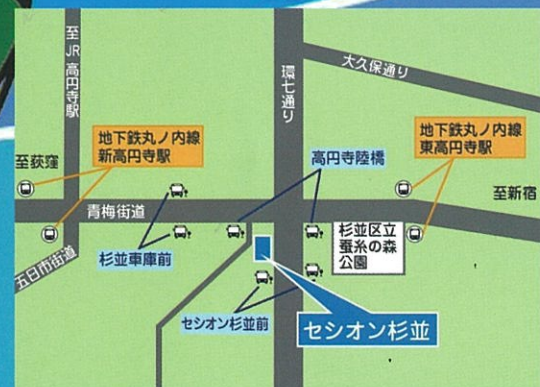 至JR高円寺駅
環七通り
大久保通り
地下鉄丸ノ内線
新高円寺駅
高円寺陸橋
地下鉄丸ノ内線
東高円寺駅
至荻窪
至新宿
青梅街道
杉並区立
蚕糸の森
公園
五日市街道
杉並車庫前
セシオン杉並前
セシオン杉並